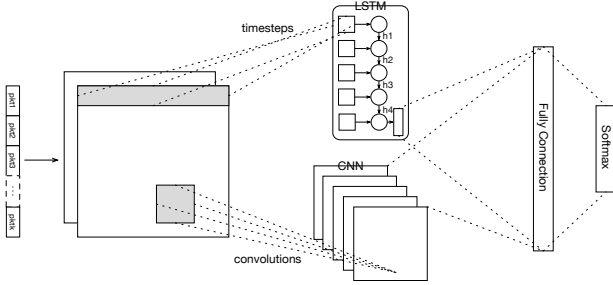 LSTM
timesteps
h1
h2
h3
h4
pkt1
pkt2
pkt3
...
pktk
CNN
convolutions
Fully Connection
Softmax